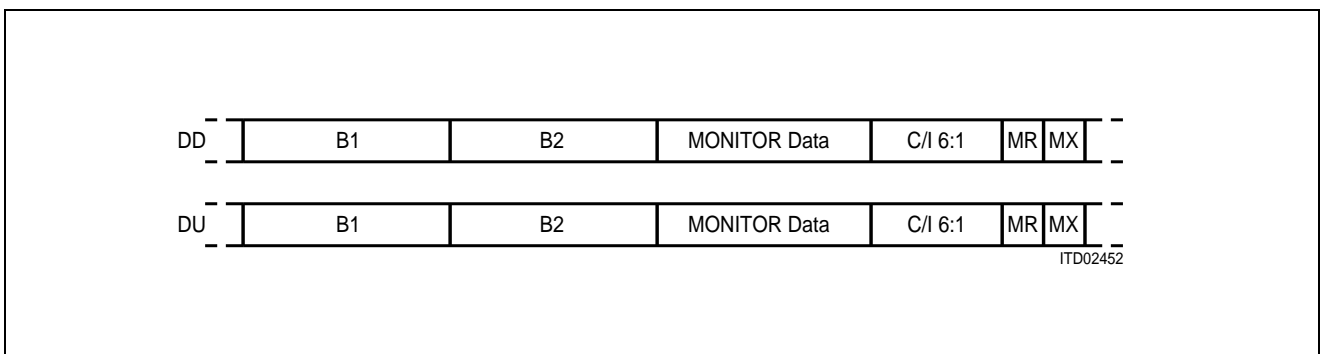 DD B1 B2 MONITOR Data C/I 6:1 MR MX
DU B1 B2 MONITOR Data C/I 6:1 MR MX
ITD02452